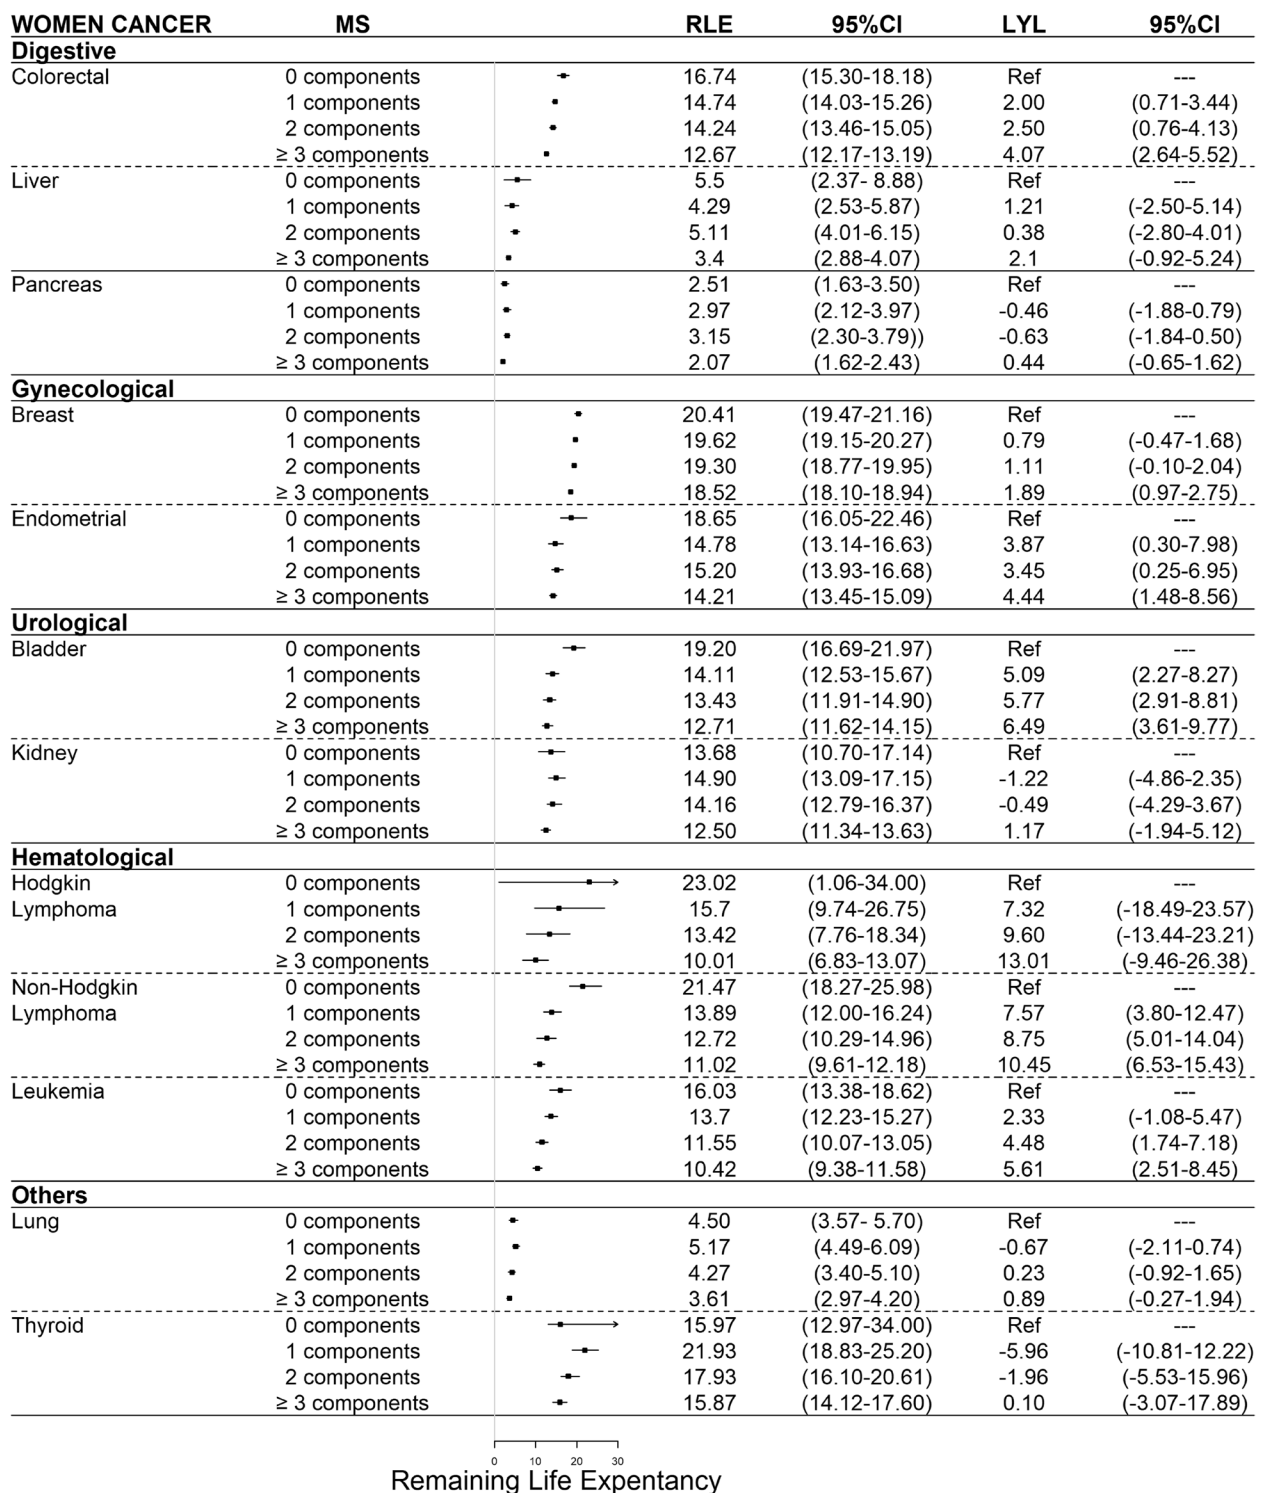 WOMEN CANCER MS RLE 95%CI LYL 95%CI
Digestive
Colorectal 0 components 16.74 (15.30-18.18) Ref ---
1 components 14.74 (14.03-15.26) 2.00 (0.71-3.44)
2 components 14.24 (13.46-15.05) 2.50 (0.76-4.13)
≥ 3 components 12.67 (12.17-13.19) 4.07 (2.64-5.52)
Liver 0 components 5.5 (2.37- 8.88) Ref ---
1 components 4.29 (2.53-5.87) 1.21 (-2.50-5.14)
2 components 5.11 (4.01-6.15) 0.38 (-2.80-4.01)
≥ 3 components 3.4 (2.88-4.07) 2.1 (-0.92-5.24)
Pancreas 0 components 2.51 (1.63-3.50) Ref ---
1 components 2.97 (2.12-3.97) -0.46 (-1.88-0.79)
2 components 3.15 (2.30-3.79)) -0.63 (-1.84-0.50)
≥ 3 components 2.07 (1.62-2.43) 0.44 (-0.65-1.62)
Gynecological
Breast 0 components 20.41 (19.47-21.16) Ref ---
1 components 19.62 (19.15-20.27) 0.79 (-0.47-1.68)
2 components 19.30 (18.77-19.95) 1.11 (-0.10-2.04)
≥ 3 components 18.52 (18.10-18.94) 1.89 (0.97-2.75)
Endometrial 0 components 18.65 (16.05-22.46) Ref ---
1 components 14.78 (13.14-16.63) 3.87 (0.30-7.98)
2 components 15.20 (13.93-16.68) 3.45 (0.25-6.95)
≥ 3 components 14.21 (13.45-15.09) 4.44 (1.48-8.56)
Urological
Bladder 0 components 19.20 (16.69-21.97) Ref ---
1 components 14.11 (12.53-15.67) 5.09 (2.27-8.27)
2 components 13.43 (11.91-14.90) 5.77 (2.91-8.81)
≥ 3 components 12.71 (11.62-14.15) 6.49 (3.61-9.77)
Kidney 0 components 13.68 (10.70-17.14) Ref ---
1 components 14.90 (13.09-17.15) -1.22 (-4.86-2.35)
2 components 14.16 (12.79-16.37) -0.49 (-4.29-3.67)
≥ 3 components 12.50 (11.34-13.63) 1.17 (-1.94-5.12)
Hematological
Hodgkin 0 components 23.02 (1.06-34.00) Ref ---
Lymphoma 1 components 15.7 (9.74-26.75) 7.32 (-18.49-23.57)
2 components 13.42 (7.76-18.34) 9.60 (-13.44-23.21)
≥ 3 components 10.01 (6.83-13.07) 13.01 (-9.46-26.38)
Non-Hodgkin 0 components 21.47 (18.27-25.98) Ref ---
Lymphoma 1 components 13.89 (12.00-16.24) 7.57 (3.80-12.47)
2 components 12.72 (10.29-14.96) 8.75 (5.01-14.04)
≥ 3 components 11.02 (9.61-12.18) 10.45 (6.53-15.43)
Leukemia 0 components 16.03 (13.38-18.62) Ref ---
1 components 13.7 (12.23-15.27) 2.33 (-1.08-5.47)
2 components 11.55 (10.07-13.05) 4.48 (1.74-7.18)
≥ 3 components 10.42 (9.38-11.58) 5.61 (2.51-8.45)
Others
Lung 0 components 4.50 (3.57- 5.70) Ref ---
1 components 5.17 (4.49-6.09) -0.67 (-2.11-0.74)
2 components 4.27 (3.40-5.10) 0.23 (-0.92-1.65)
≥ 3 components 3.61 (2.97-4.20) 0.89 (-0.27-1.94)
Thyroid 0 components 15.97 (12.97-34.00) Ref ---
1 components 21.93 (18.83-25.20) -5.96 (-10.81-12.22)
2 components 17.93 (16.10-20.61) -1.96 (-5.53-15.96)
≥ 3 components 15.87 (14.12-17.60) 0.10 (-3.07-17.89)
0 10 20 30
Remaining Life Expentancy